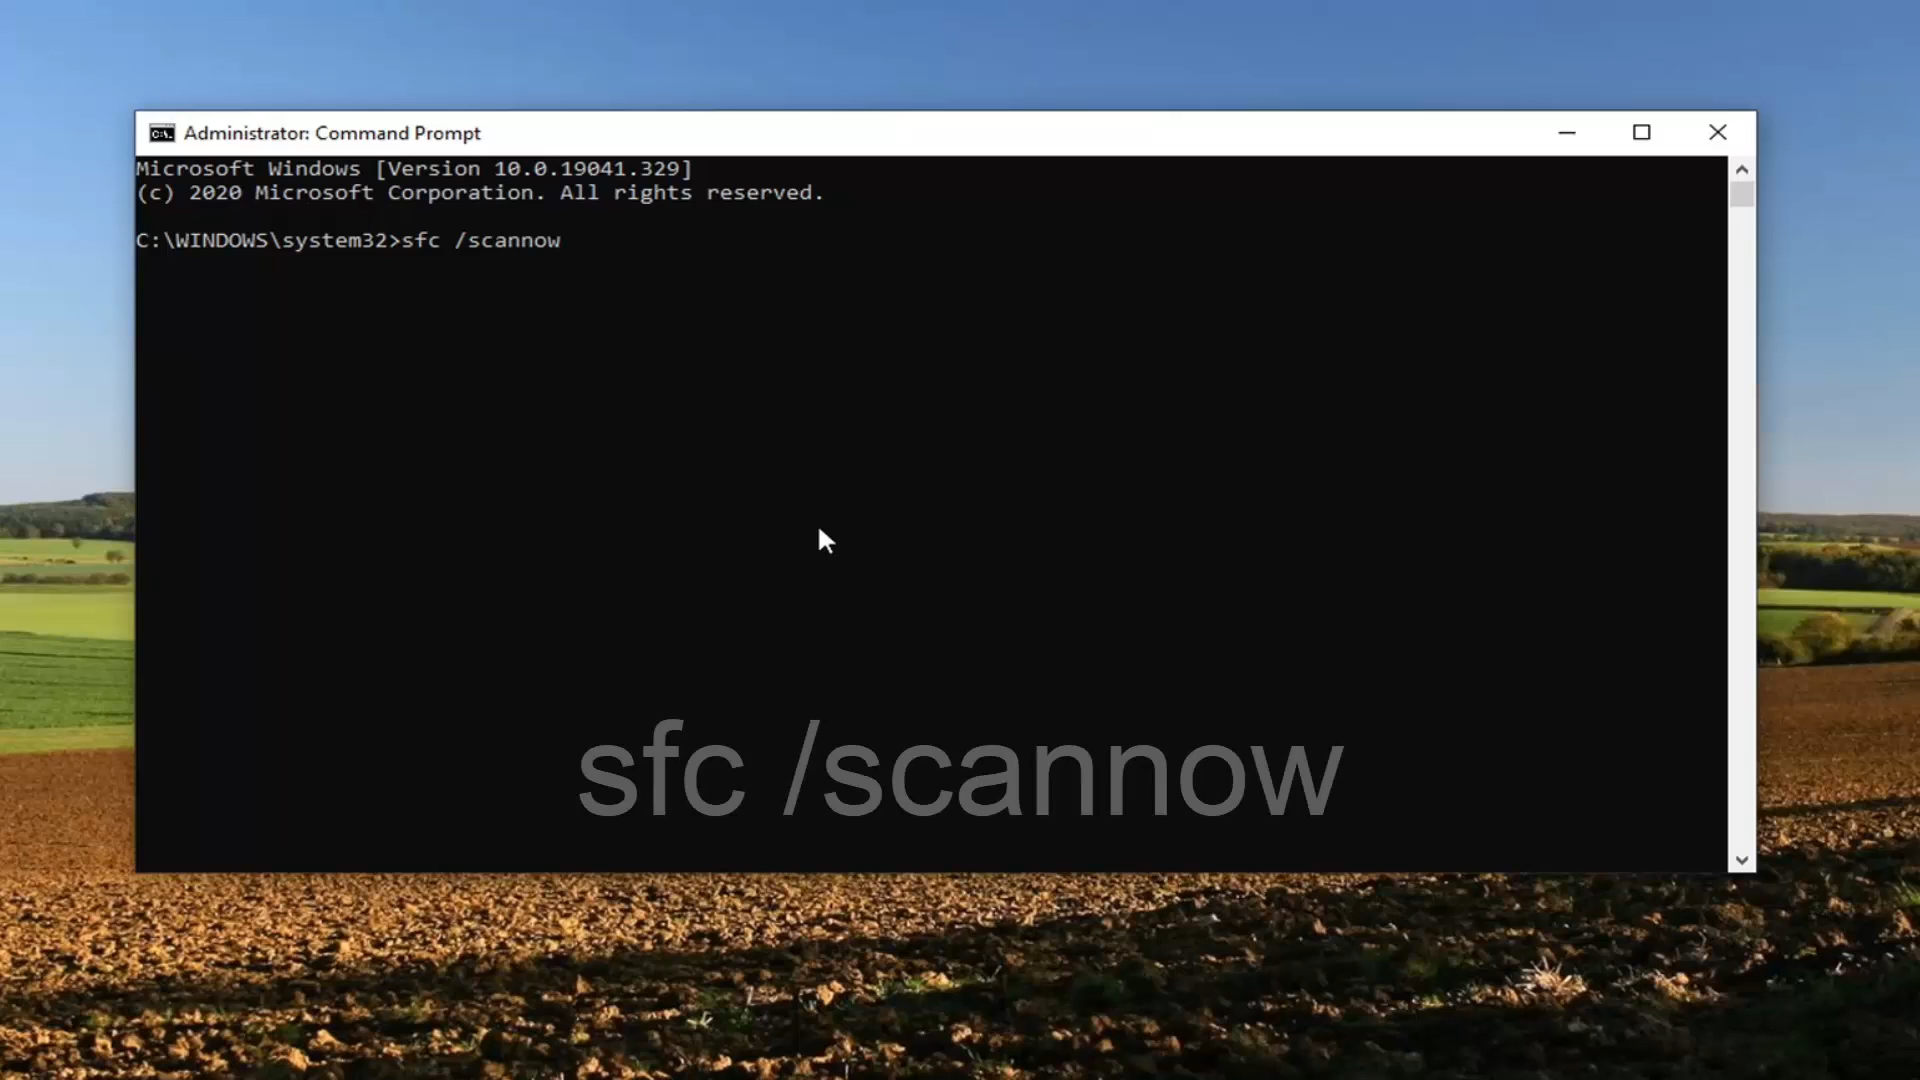 Administrator: Command Prompt
Microsoft Windows [Version 10.0.19041.329]
(c) 2020 Microsoft Corporation. All rights reserved.
C:\WINDOWS\system32>sfc /scannow
sfc /scannow